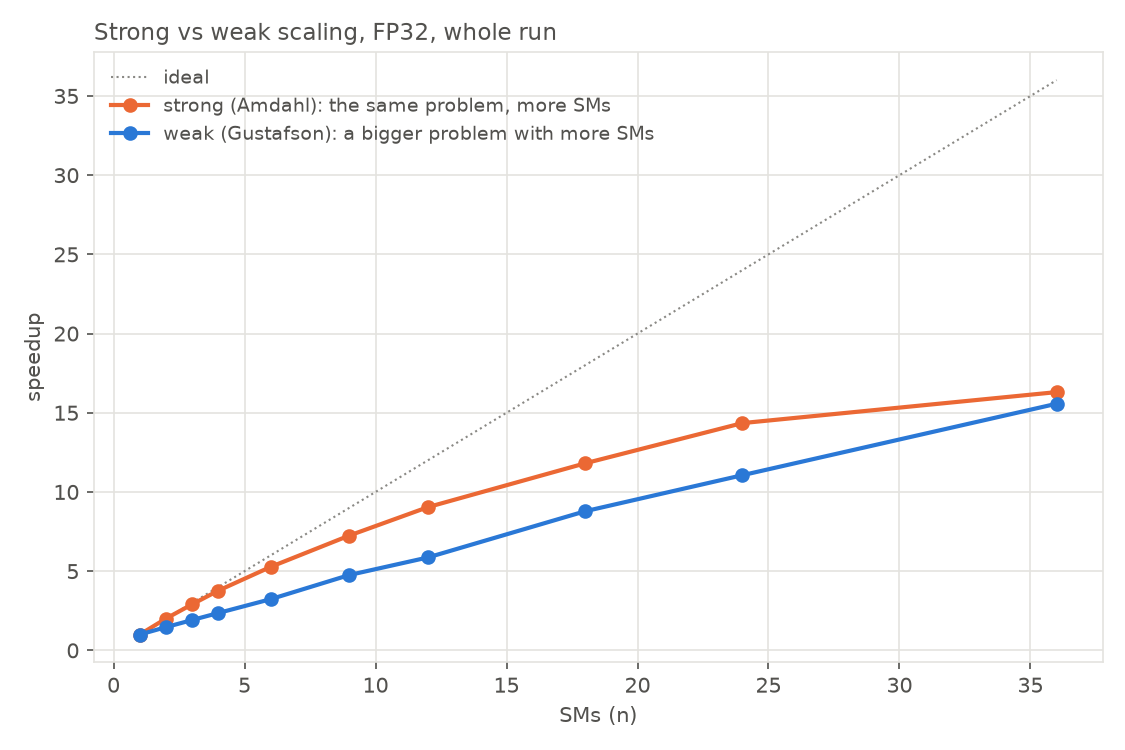 Strong vs weak scaling, FP32, whole run
ideal
strong (Amdahl): the same problem, more SMs
weak (Gustafson): a bigger problem with more SMs
35
30
25
20
15
10
5
0
speedup
0 5 10 15 20 25 30 35
SMs (n)